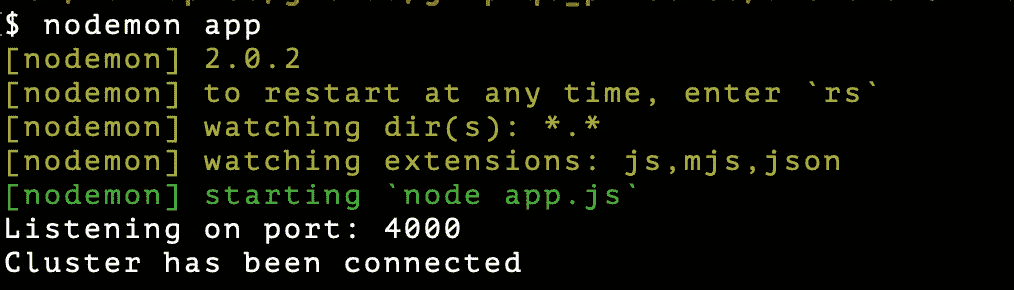 $ nodemon app
[nodemon] 2.0.2
[nodemon] to restart at any time, enter `rs`
[nodemon] watching dir(s): *.*
[nodemon] watching extensions: js,mjs,json
[nodemon] starting `node app.js`
Listening on port: 4000
Cluster has been connected